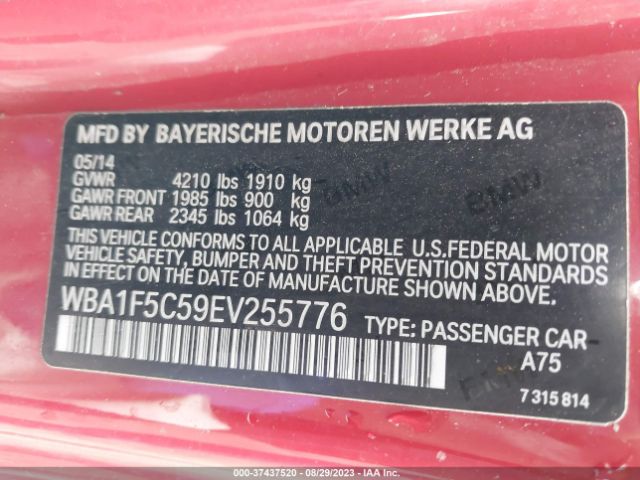 MFD BY BAYERISCHE MOTOREN WERKE AG
05/14
GVWR 4210 lbs 1910 kg
GAWR FRONT 1985 lbs 900 kg
GAWR REAR 2345 lbs 1064 kg
THIS VEHICLE CONFORMS TO ALL APPLICABLE U.S.FEDERAL MOTOR
VEHICLE SAFETY, BUMPER AND THEFT PREVENTION STANDARDS
IN EFFECT ON THE DATE OF MANUFACTURE SHOWN ABOVE.
WBA1F5C59EV255776 TYPE: PASSENGER CAR
A75
7 315 814
BMW
BMW
000-37437520 - 08/29/2023 - IAA Inc.